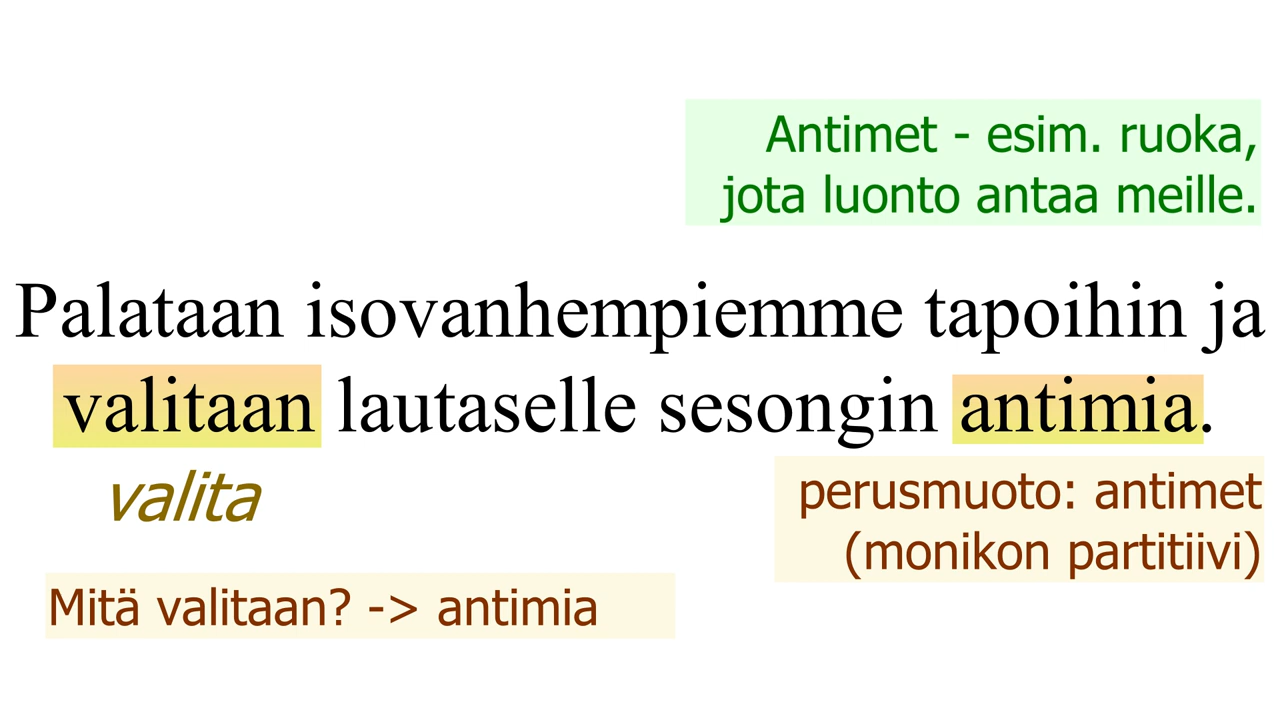 Antimet - esim. ruoka,
jota luonto antaa meille.
Palataan isovanhempiemme tapoihin ja
valitaan lautaselle sesongin antimia.
valita
perusmuoto: antimet
(monikon partitiivi)
Mitä valitaan? -> antimia